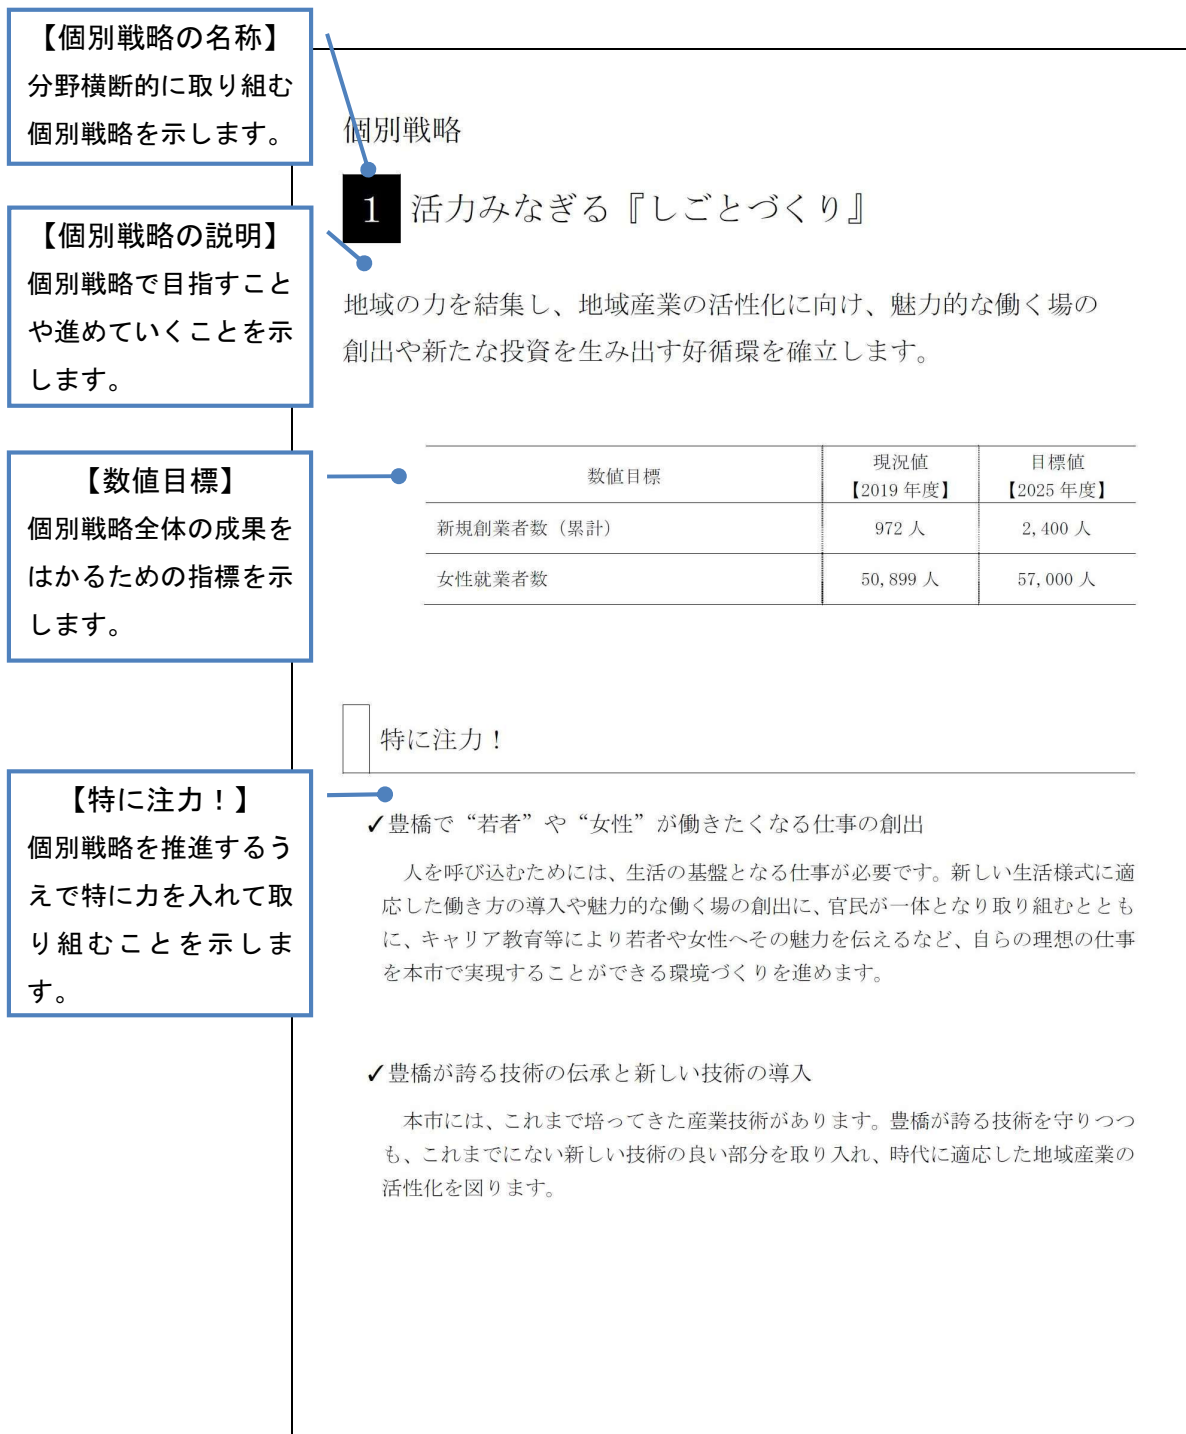 【個別戦略の名称】
分野横断的に取り組む
個別戦略を示します。
【個別戦略の説明】
個別戦略で目指すこと
や進めていくことを示
します。
【数値目標】
個別戦略全体の成果を
はかるための指標を示
します。
【特に注力！】
個別戦略を推進するう
えで特に力を入れて取
り組むことを示しま
す。
個別戦略
1 活力みなぎる『しごとづくり』
地域の力を結集し、地域産業の活性化に向け、魅力的な働く場の
創出や新たな投資を生み出す好循環を確立します。
数値目標 現況値【2019 年度】 目標値【2025 年度】
新規創業者数（累計） 972 人 2,400 人
女性就業者数 50,899 人 57,000 人
特に注力！
✓豊橋で“若者”や“女性”が働きたくなる仕事の創出
人を呼び込むためには、生活の基盤となる仕事が必要です。新しい生活様式に適
応した働き方の導入や魅力的な働く場の創出に、官民が一体となり取り組むととも
に、キャリア教育等により若者や女性へその魅力を伝えるなど、自らの理想の仕事
を本市で実現することができる環境づくりを進めます。
✓豊橋が誇る技術の伝承と新しい技術の導入
本市には、これまで培ってきた産業技術があります。豊橋が誇る技術を守りつつ
も、これまでにない新しい技術の良い部分を取り入れ、時代に適応した地域産業の
活性化を図ります。